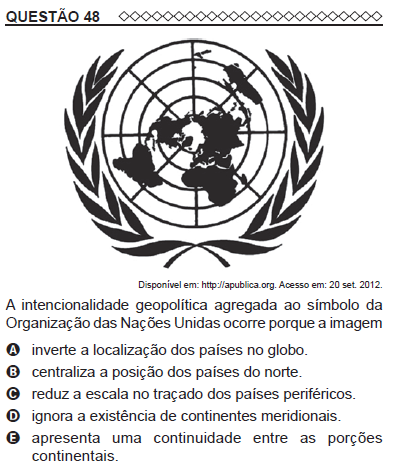 QUESTÃO 48
Disponível em: http://apublica.org. Acesso em: 20 set. 2012.
A intencionalidade geopolítica agregada ao símbolo da
Organização das Nações Unidas ocorre porque a imagem
A inverte a localização dos países no globo.
B centraliza a posição dos países do norte.
C reduz a escala no traçado dos países periféricos.
D ignora a existência de continentes meridionais.
E apresenta uma continuidade entre as porções
continentais.